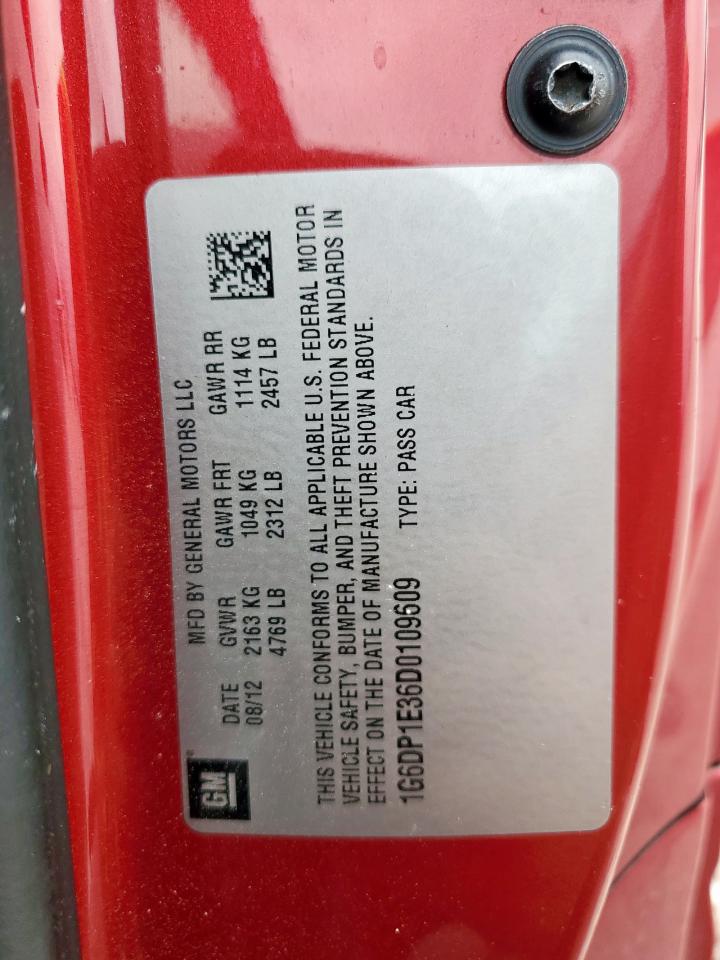 GM
MFD BY GENERAL MOTORS LLC
DATE GVWR GAWR FRT GAWR RR
08/12 2163 KG 1049 KG 1114 KG
4769 LB 2312 LB 2457 LB
THIS VEHICLE CONFORMS TO ALL APPLICABLE U.S. FEDERAL MOTOR
VEHICLE SAFETY, BUMPER, AND THEFT PREVENTION STANDARDS IN
EFFECT ON THE DATE OF MANUFACTURE SHOWN ABOVE.
1G6DP1E36D0109609 TYPE: PASS CAR